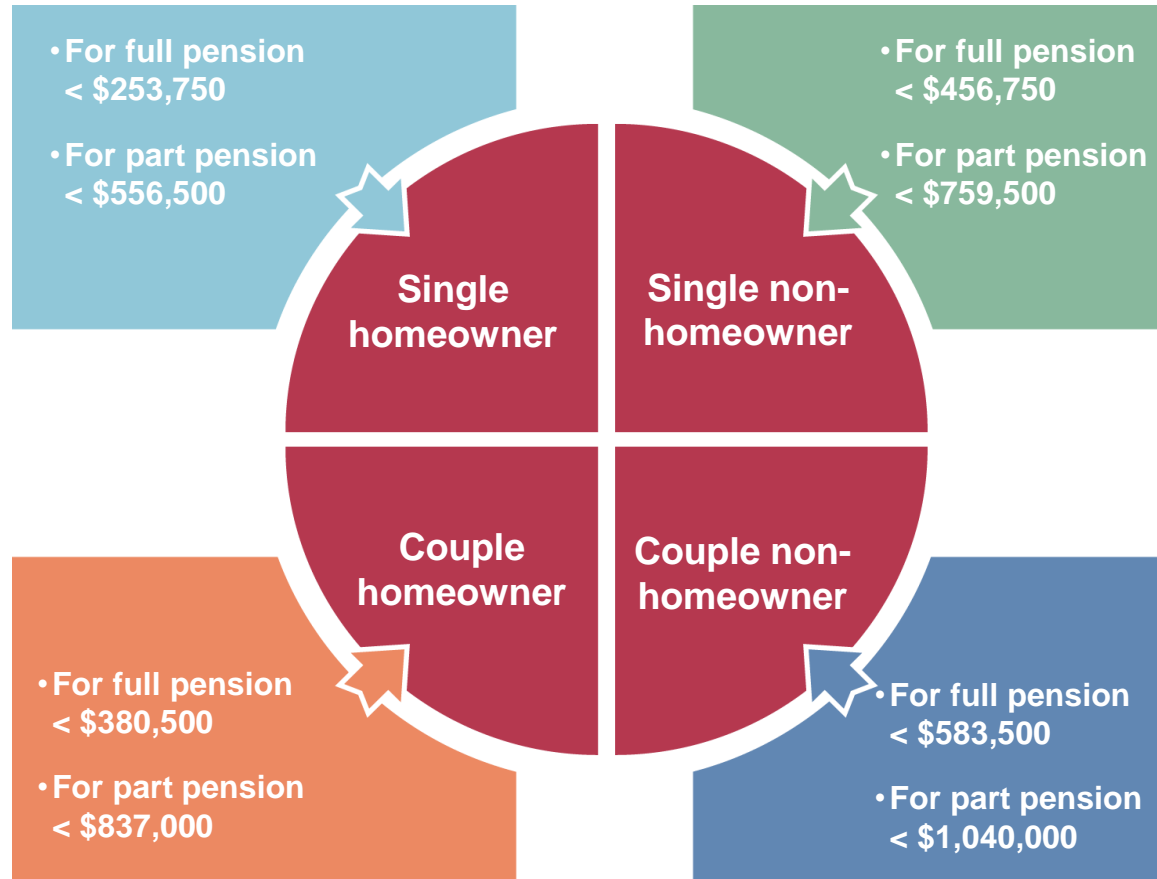 • For full pension
< $253,750
• For part pension
< $556,500
• For full pension
< $456,750
• For part pension
< $759,500
Single
homeowner
Single non-
homeowner
Couple
homeowner
Couple non-
homeowner
• For full pension
< $380,500
• For part pension
< $837,000
• For full pension
< $583,500
• For part pension
< $1,040,000